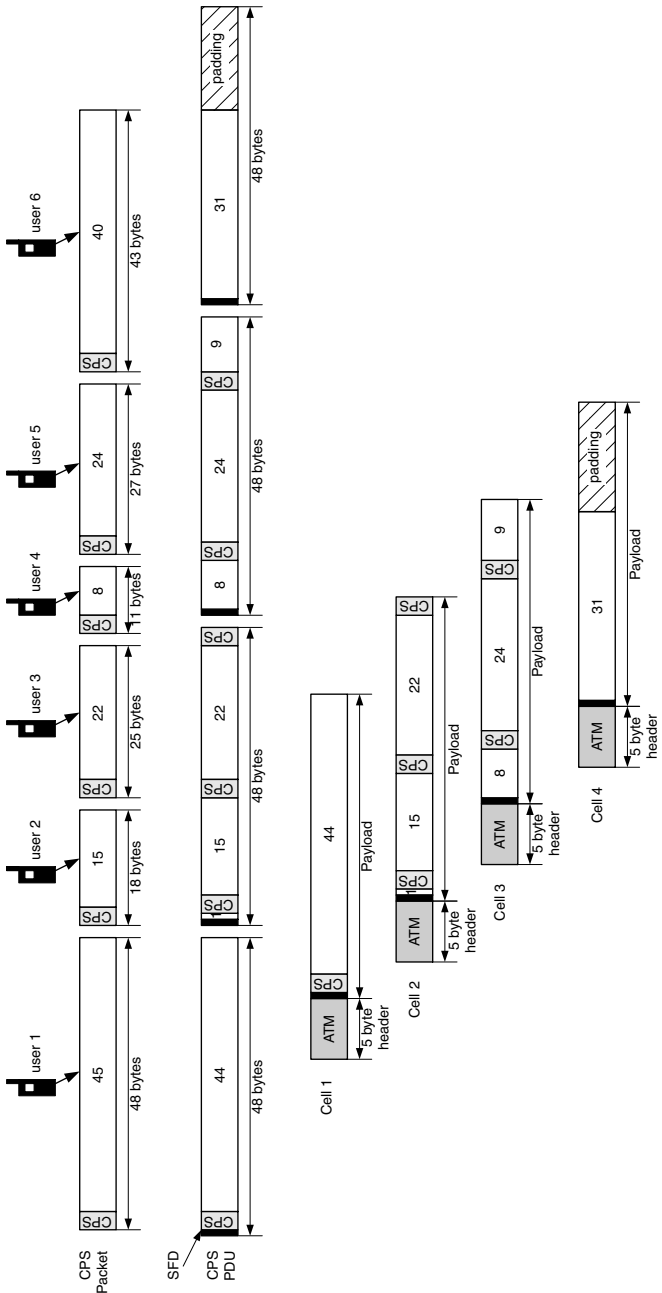 user 1
user 2
user 3
user 4
user 5
user 6
CPS
Packet
CPS
45
CPS
15
CPS
22
CPS
8
CPS
24
CPS
40
48 bytes
18 bytes
25 bytes
11 bytes
27 bytes
43 bytes
SFD
CPS
PDU
CPS
44
1
CPS
15
CPS
22
CPS
8
CPS
24
CPS
9
31
padding
48 bytes
48 bytes
48 bytes
48 bytes
Cell 1
ATM
CPS
44
5 byte
header
Payload
Cell 2
ATM
1
CPS
15
CPS
22
CPS
5 byte
header
Payload
Cell 3
ATM
8
CPS
24
CPS
9
5 byte
header
Payload
Cell 4
ATM
31
padding
5 byte
header
Payload